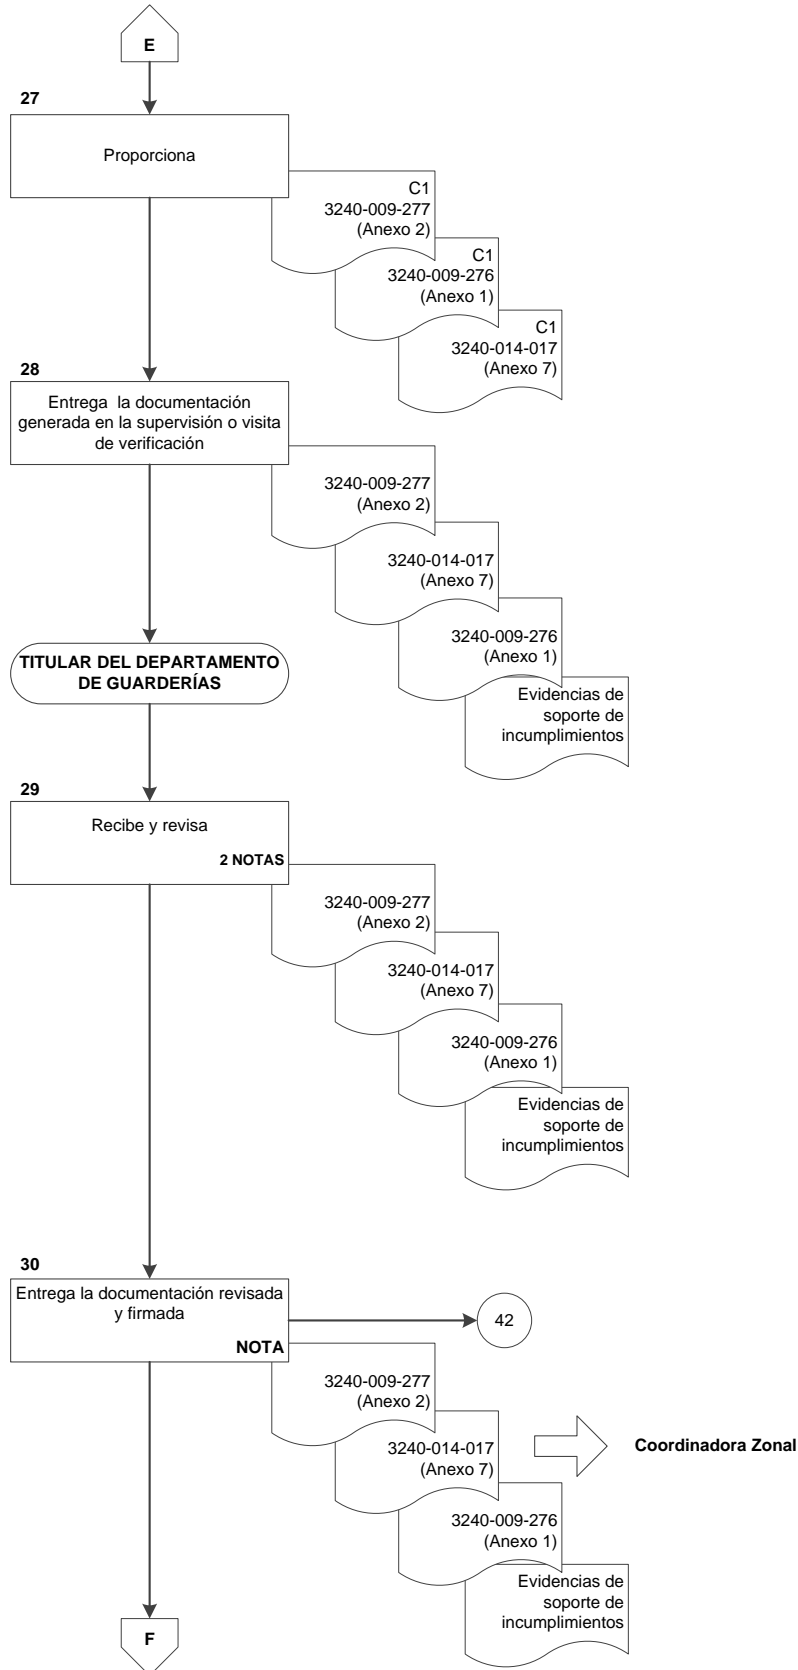 E
27
Proporciona
C1
3240-009-277
(Anexo 2)
C1
3240-009-276
(Anexo 1)
C1
3240-014-017
(Anexo 7)
28
Entrega la documentación
generada en la supervisión o visita
de verificación
3240-009-277
(Anexo 2)
3240-014-017
(Anexo 7)
3240-009-276
(Anexo 1)
Evidencias de
soporte de
incumplimientos
TITULAR DEL DEPARTAMENTO
DE GUARDERÍAS
29
Recibe y revisa
2 NOTAS
3240-009-277
(Anexo 2)
3240-014-017
(Anexo 7)
3240-009-276
(Anexo 1)
Evidencias de
soporte de
incumplimientos
30
Entrega la documentación revisada
y firmada
NOTA
42
3240-009-277
(Anexo 2)
3240-014-017
(Anexo 7)
Coordinadora Zonal
3240-009-276
(Anexo 1)
Evidencias de
soporte de
incumplimientos
F